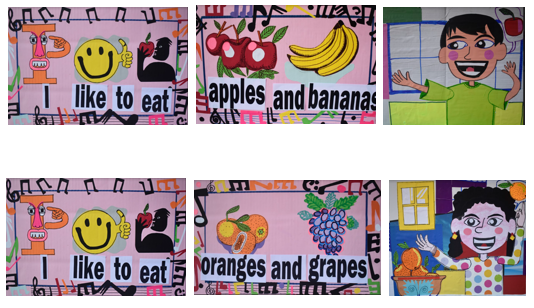 I like to eat
apples and bananas
I like to eat
oranges and grapes